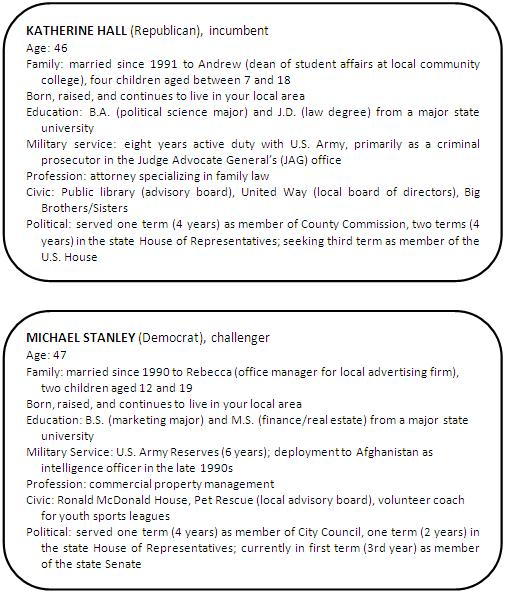 KATHERINE HALL (Republican), incumbent
Age: 46
Family: married since 1991 to Andrew (dean of student affairs at local community
college), four children aged between 7 and 18
Born, raised, and continues to live in your local area
Education: B.A. (political science major) and J.D. (law degree) from a major state
university
Military service: eight years active duty with U.S. Army, primarily as a criminal
prosecutor in the Judge Advocate General's (JAG) office
Profession: attorney specializing in family law
Civic: Public library (advisory board), United Way (local board of directors), Big
Brothers/Sisters
Political: served one term (4 years) as member of County Commission, two terms (4
years) in the state House of Representatives; seeking third term as member of the
U.S. House
MICHAEL STANLEY (Democrat), challenger
Age: 47
Family: married since 1990 to Rebecca (office manager for local advertising firm),
two children aged 12 and 19
Born, raised, and continues to live in your local area
Education: B.S. (marketing major) and M.S. (finance/real estate) from a major state
university
Military Service: U.S. Army Reserves (6 years); deployment to Afghanistan as
intelligence officer in the late 1990s
Profession: commercial property management
Civic: Ronald McDonald House, Pet Rescue (local advisory board), volunteer coach
for youth sports leagues
Political: served one term (4 years) as member of City Council, one term (2 years) in
the state House of Representatives; currently in first term (3rd year) as member
of the state Senate